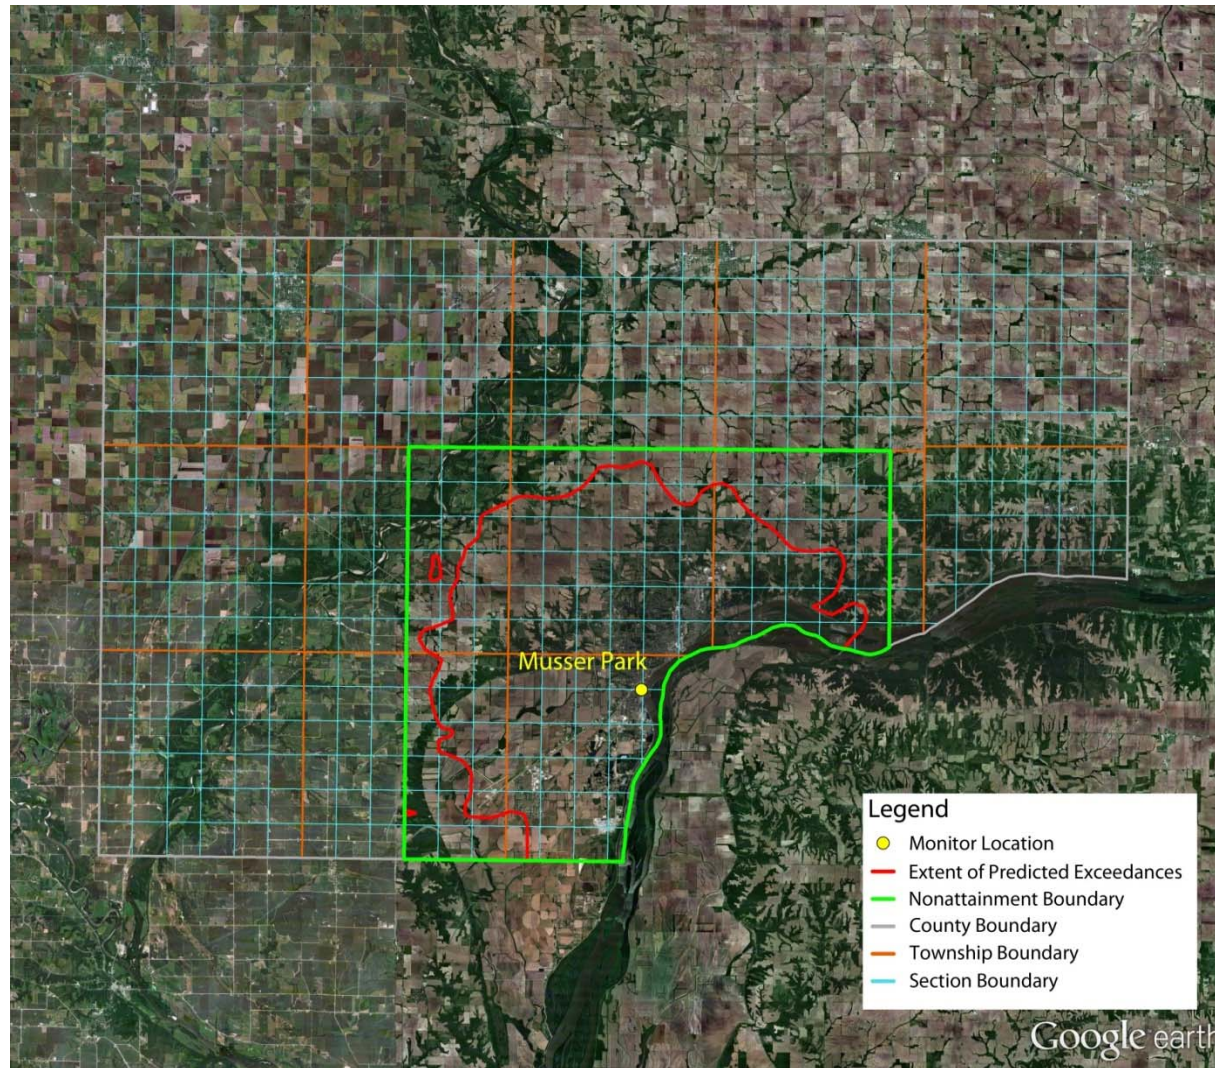 Musser Park
Legend
Monitor Location
Extent of Predicted Exceedances
Nonattainment Boundary
County Boundary
Township Boundary
Section Boundary
Google earth